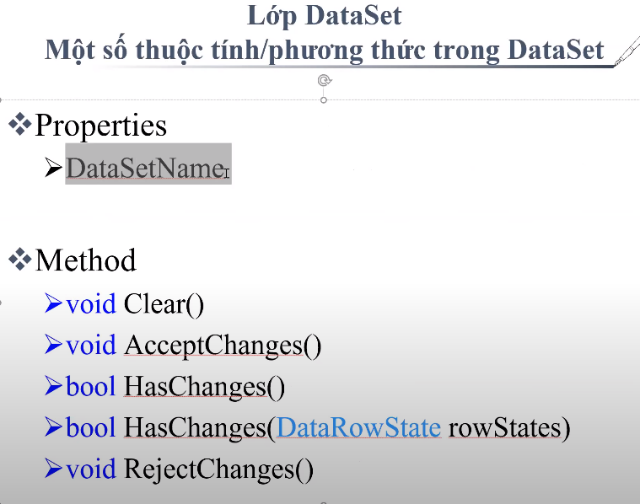 Lớp DataSet
Một số thuộc tính/phương thức trong DataSet
Properties
DataSetName
Method
void Clear()
void AcceptChanges()
bool HasChanges()
bool HasChanges(DataRowState rowStates)
void RejectChanges()